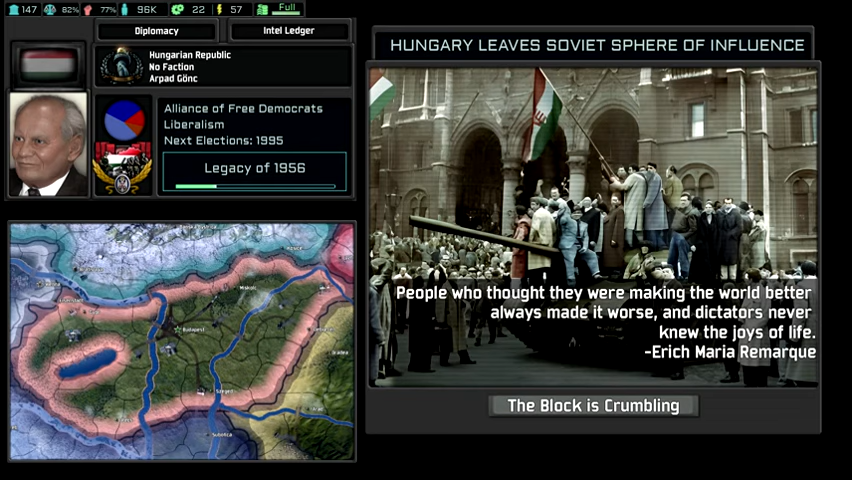 147 82% 77% 96K 22 57 Full
Diplomacy Intel Ledger
Hungarian Republic
No Faction
Arpad Gönc
Alliance of Free Democrats
Liberalism
Next Elections: 1995
Legacy of 1956
HUNGARY LEAVES SOVIET SPHERE OF INFLUENCE
People who thought they were making the world better
always made it worse, and dictators never
knew the joys of life.
-Erich Maria Remarque
The Block is Crumbling
Miskolc
Budapest
Oradea
Szeged
Arad
Subotica